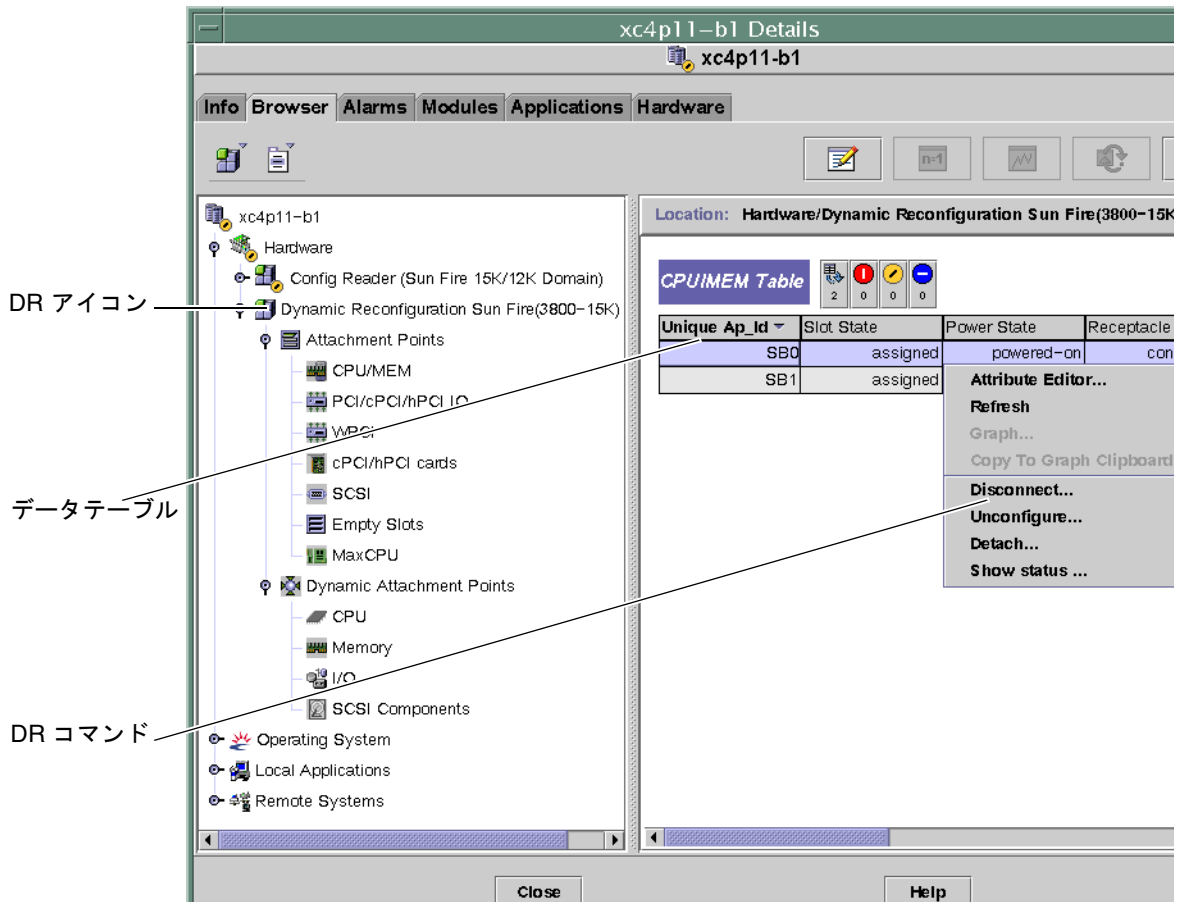 xc4p11-b1 Details
xc4p11-b1
Info Browser Alarms Modules Applications Hardware
n=1
xc4p11-b1
Hardware
Config Reader (Sun Fire 15K/12K Domain)
DR アイコン
Dynamic Reconfiguration Sun Fire(3800-15K)
Attachment Points
CPU/MEM
PCI/cPCI/hPCI IO
WPCI
cPCI/hPCI cards
SCSI
データテーブル
Empty Slots
MaxCPU
Dynamic Attachment Points
CPU
Memory
I/O
SCSI Components
DR コマンド
Operating System
Local Applications
Remote Systems
Location: Hardware/Dynamic Reconfiguration Sun Fire(3800-15K
CPU/MEM Table
2 0 0 0
Unique Ap_Id Slot State Power State Receptacle
SB0 assigned powered-on con
SB1 assigned
Attribute Editor...
Refresh
Graph...
Copy To Graph Clipboard
Disconnect...
Unconfigure...
Detach...
Show status ...
Close Help